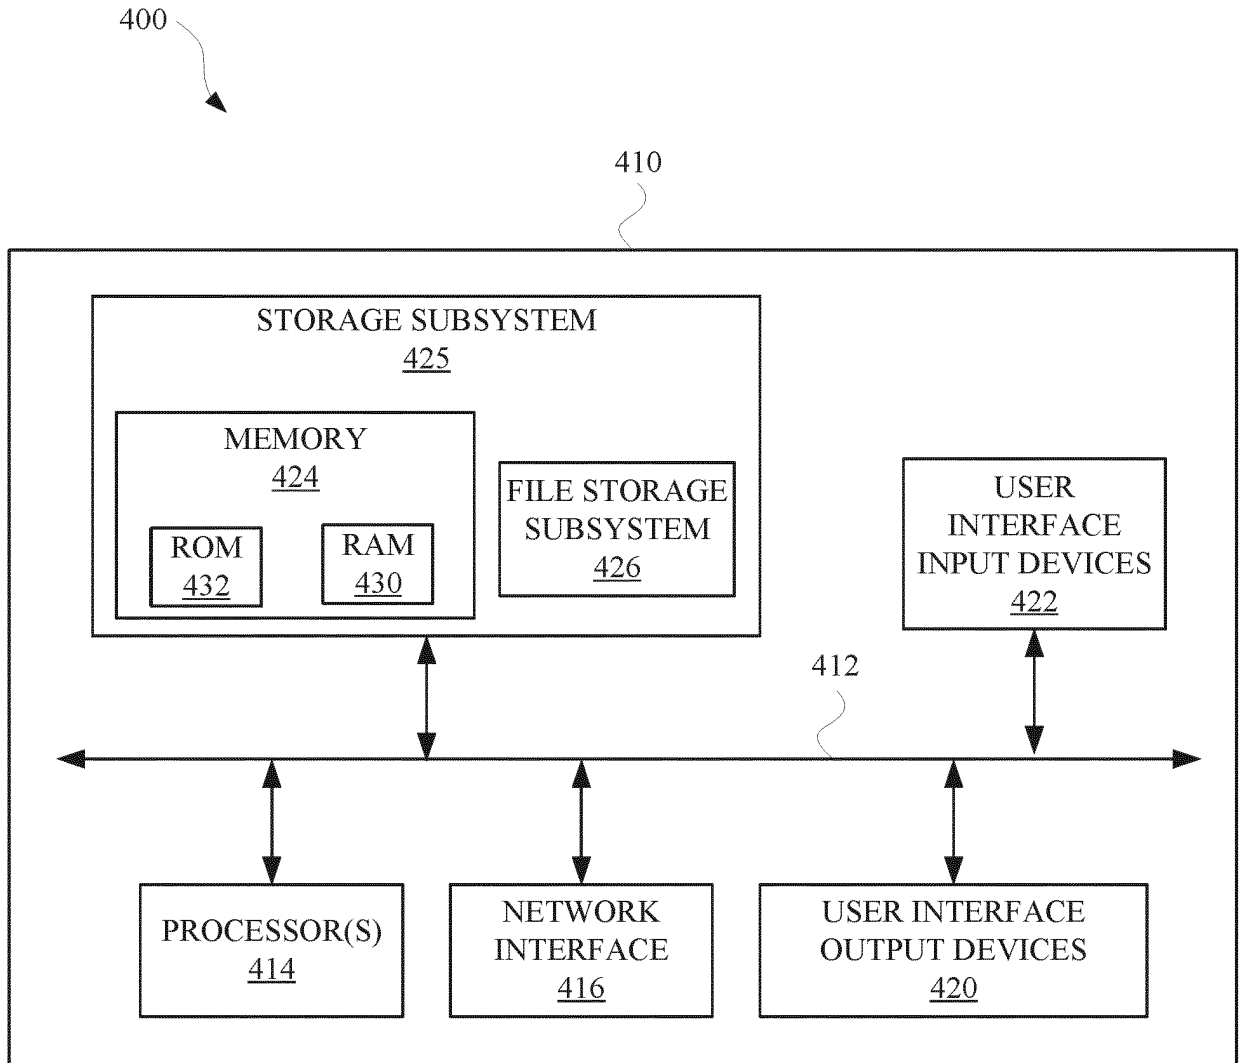 400
410
STORAGE SUBSYSTEM
425
MEMORY
424
ROM
432
RAM
430
FILE STORAGE
SUBSYSTEM
426
USER
INTERFACE
INPUT DEVICES
422
412
PROCESSOR(S)
414
NETWORK
INTERFACE
416
USER INTERFACE
OUTPUT DEVICES
420